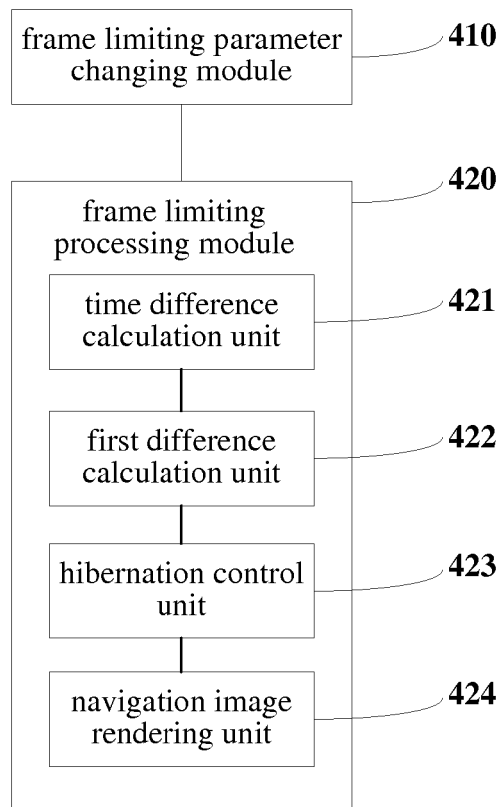 frame limiting parameter
changing module
410
420
frame limiting
processing module
time difference
calculation unit
421
first difference
calculation unit
422
hibernation control
unit
423
navigation image
rendering unit
424